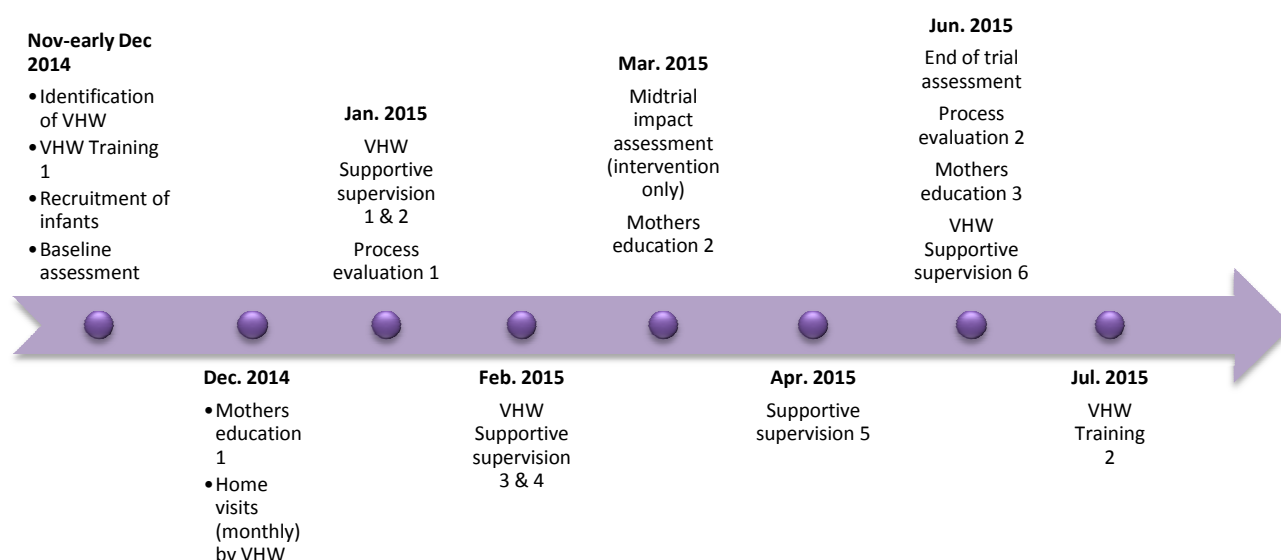 Nov-early Dec
2014
•Identification
of VHW
•VHW Training
1
•Recruitment of
infants
•Baseline
assessment
Dec. 2014
•Mothers
education
1
•Home
visits
(monthly)
by VHW
Jan. 2015
VHW
Supportive
supervision
1 & 2
Process
evaluation 1
Feb. 2015
VHW
Supportive
supervision
3 & 4
Mar. 2015
Midtrial
impact
assessment
(intervention
only)
Mothers
education 2
Apr. 2015
Supportive
supervision 5
Jun. 2015
End of trial
assessment
Process
evaluation 2
Mothers
education 3
VHW
Supportive
supervision 6
Jul. 2015
VHW
Training
2